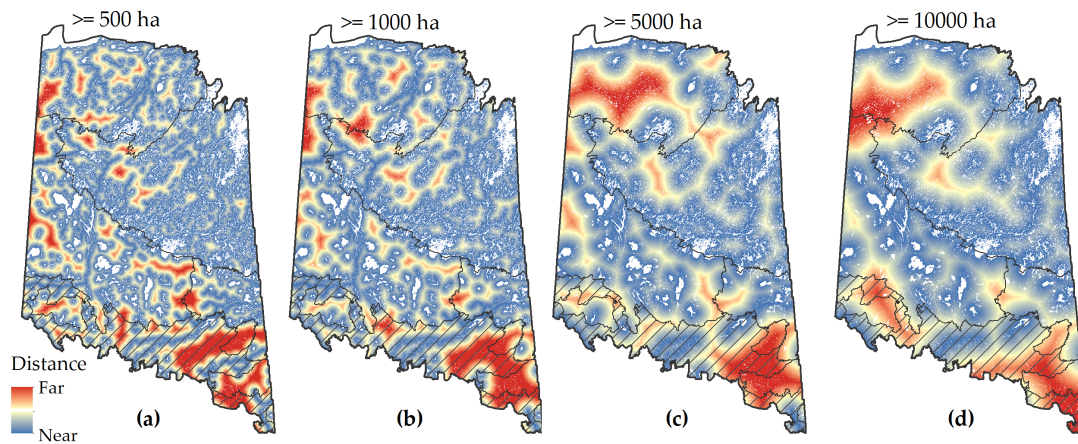 >= 500 ha
>= 1000 ha
>= 5000 ha
>= 10000 ha
Distance
Far
Near
(a)
(b)
(c)
(d)